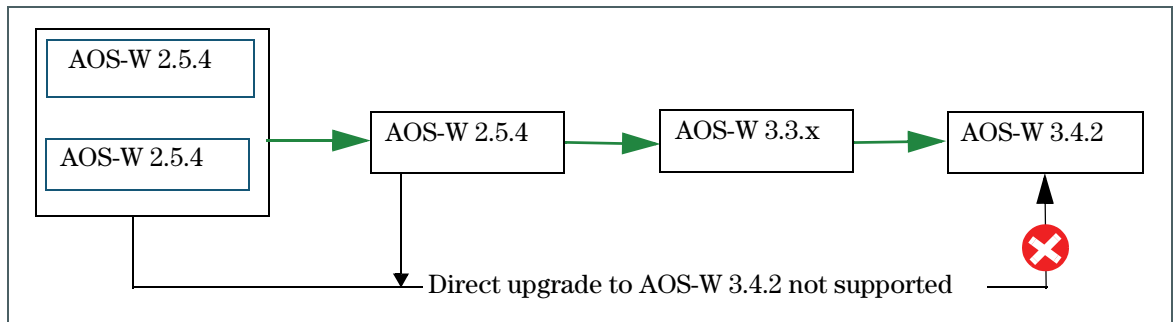 AOS-W 2.5.4
AOS-W 2.5.4
AOS-W 2.5.4
AOS-W 3.3.x
AOS-W 3.4.2
Direct upgrade to AOS-W 3.4.2 not supported